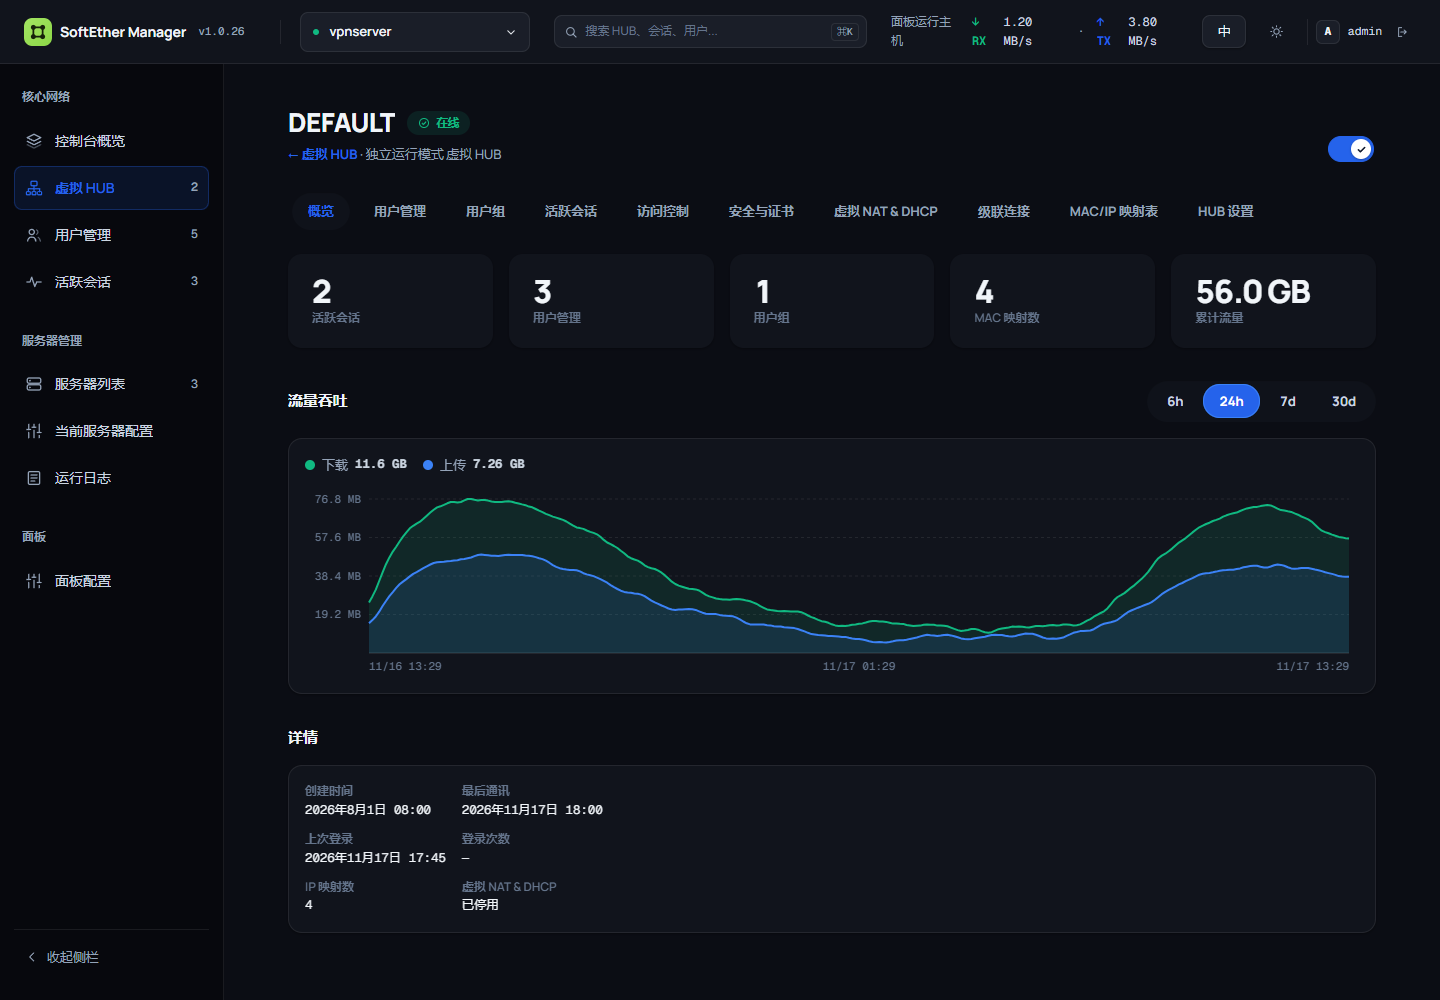 SoftEther Manager v1.0.26
vpnserver
搜索 HUB、会话、用户...
⌘K
面板运行主机
↓ RX 1.20 MB/s
·
↑ TX 3.80 MB/s
中
A admin
核心网络
控制台概览
虚拟 HUB 2
用户管理 5
活跃会话 3
服务器管理
服务器列表 3
当前服务器配置
运行日志
面板
面板配置
收起侧栏
DEFAULT 在线
← 虚拟 HUB · 独立运行模式 虚拟 HUB
概览 用户管理 用户组 活跃会话 访问控制 安全与证书 虚拟 NAT & DHCP 级联连接 MAC/IP 映射表 HUB 设置
2
活跃会话
3
用户管理
1
用户组
4
MAC 映射数
56.0 GB
累计流量
流量吞吐
6h 24h 7d 30d
下载 11.6 GB 上传 7.26 GB
76.8 MB
57.6 MB
38.4 MB
19.2 MB
11/16 13:29 11/17 01:29 11/17 13:29
详情
创建时间 最后通讯
2026年8月1日 08:00 2026年11月17日 18:00
上次登录 登录次数
2026年11月17日 17:45 —
IP 映射数 虚拟 NAT & DHCP
4 已停用